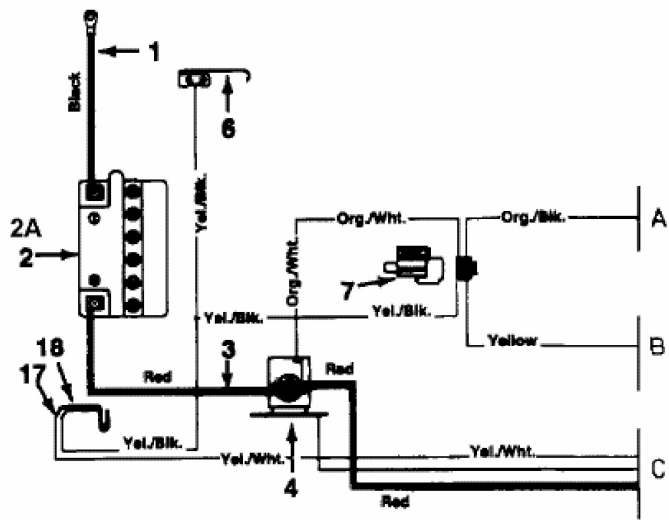 1
Black
6
Yel./Blk.
2A
2
Org./Wht.
Org./Blk.
A
Org./Wht.
7
Yel./Blk.
Yel./Blk.
Yellow
B
18
17
3
Red
Red
Yel./Blk.
Yel./Wht.
4
Yel./Wht.
C
Red